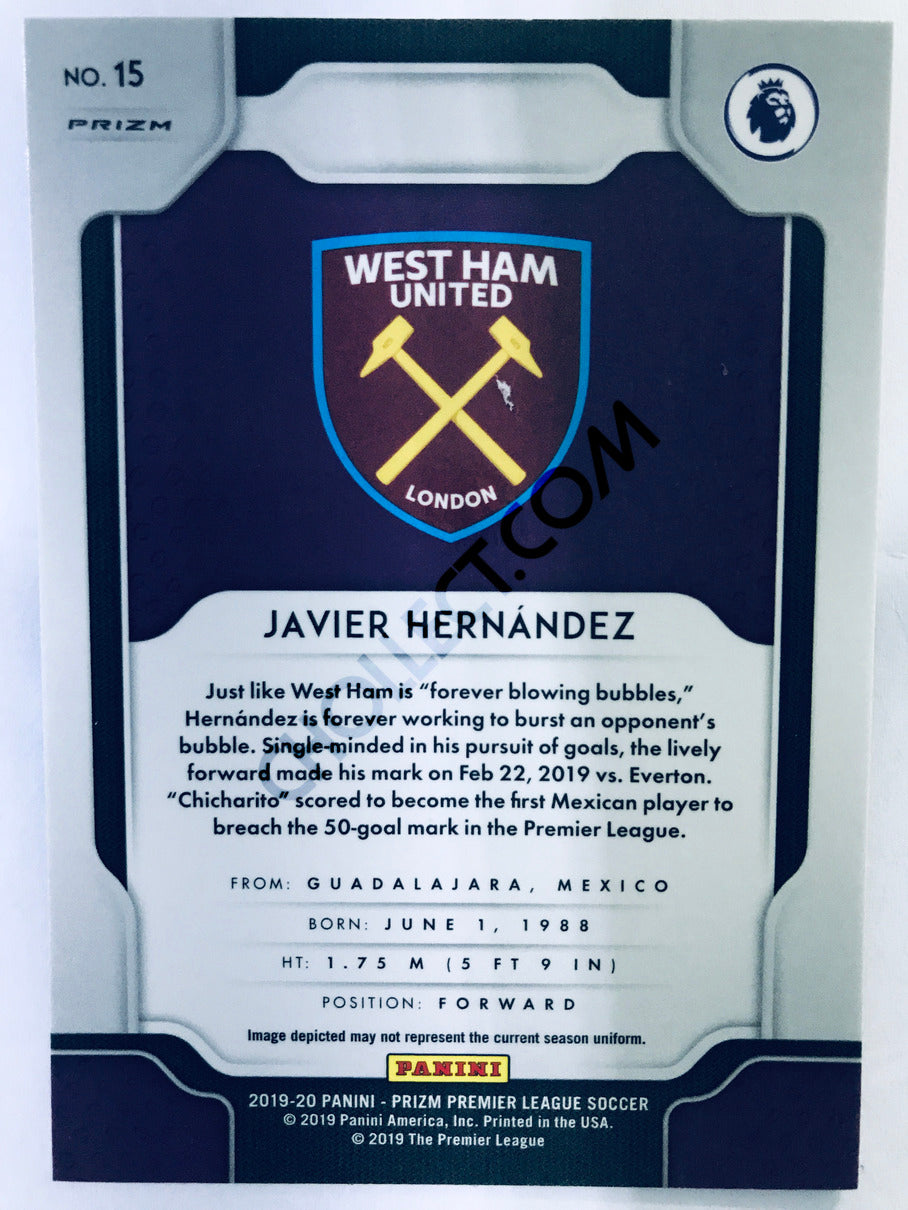 NO. 15
PRIZM
WEST HAM
UNITED
LONDON
JAVIER HERNÁNDEZ
Just like West Ham is “forever blowing bubbles,”
Hernández is forever working to burst an opponent’s
bubble. Single-minded in his pursuit of goals, the lively
forward made his mark on Feb 22, 2019 vs. Everton.
“Chicharito” scored to become the first Mexican player to
breach the 50-goal mark in the Premier League.
FROM: GUADALAJARA, MEXICO
BORN: JUNE 1, 1988
HT: 1.75 M (5 FT 9 IN)
POSITION: FORWARD
Image depicted may not represent the current season uniform.
PANINI
2019-20 PANINI - PRIZM PREMIER LEAGUE SOCCER
© 2019 Panini America, Inc. Printed in the USA.
© 2019 The Premier League
CHOLLECT.COM